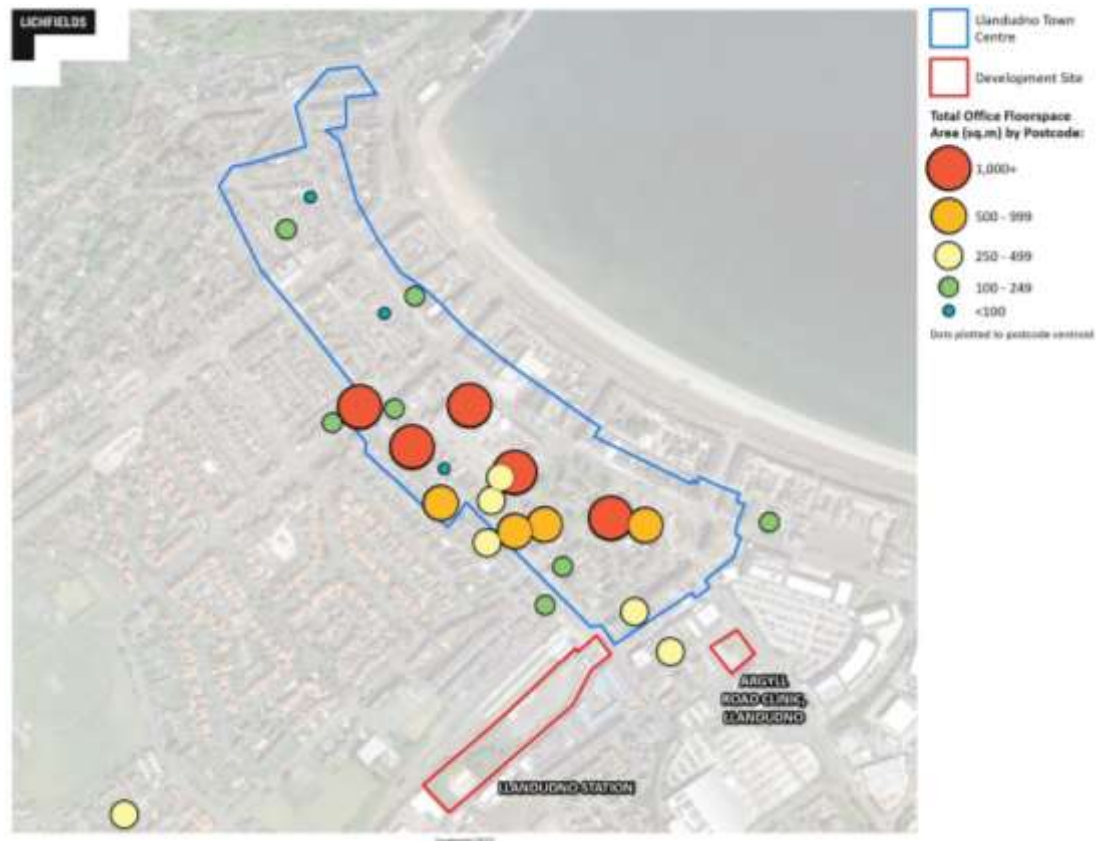 LICHFIELDS
Llandudno Town
Centre
Development Site
Total Office Floorspace
Area (sq.m) by Postcode:
1,000+
500 - 999
250 - 499
100 - 249
<100
Dots plotted to postcode centroid
ARGYLL
ROAD CLINIC,
LLANDUDNO
LLANDUDNO STATION